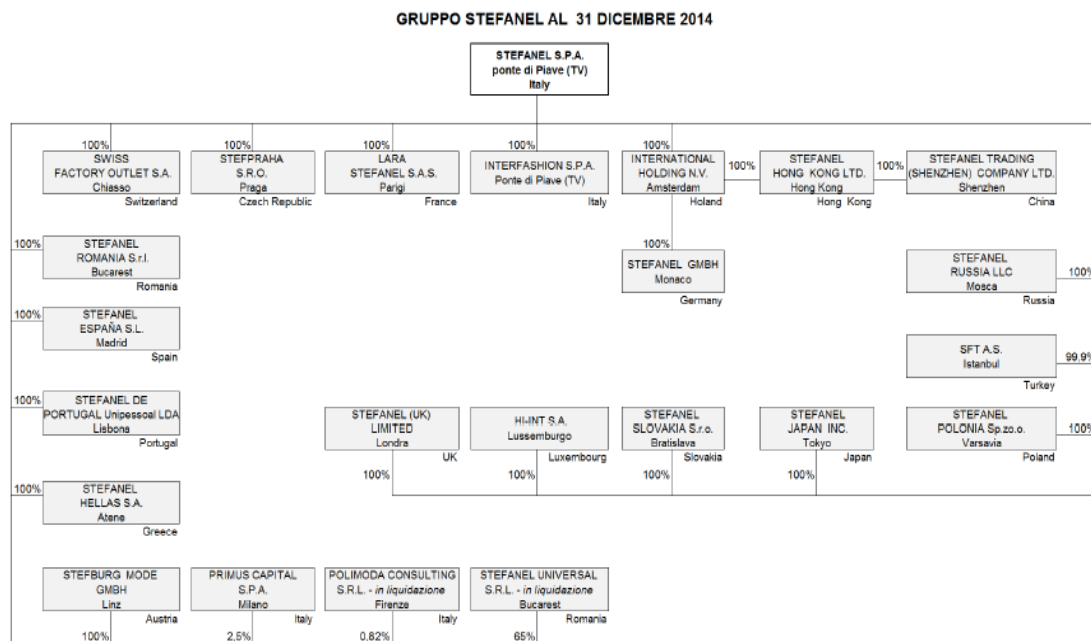 GRUPPO STEFANEL AL 31 DICEMBRE 2014
STEFANEL S.P.A.
ponte di Piave (TV)
Italy
100%
100%
100%
100%
100%
SWISS
FACTORY OUTLET S.A.
Chiasso
Switzerland
STEFPRAHA
S.R.O.
Praga
Czech Republic
LARA
STEFANEL S.A.S.
Parigi
France
INTERFASHION S.P.A.
Ponte di Piave (TV)
Italy
INTERNATIONAL
HOLDING N.V.
Amsterdam
Holand
100%
STEFANEL
HONG KONG LTD.
Hong Kong
Hong Kong
100%
STEFANEL TRADING
(SHENZHEN) COMPANY LTD.
Shenzhen
China
100%
STEFANEL
ROMANIA S.r.l.
Bucarest
Romania
100%
STEFANEL GMBH
Monaco
Germany
STEFANEL
RUSSIA LLC
Mosca
Russia
100%
100%
STEFANEL
ESPAÑA S.L.
Madrid
Spain
SFT A.S.
Istanbul
Turkey
99,9%
100%
STEFANEL DE
PORTUGAL Unipessoal LDA
Lisbona
Portugal
STEFANEL (UK)
LIMITED
Londra
UK
100%
HI-INT S.A.
Lussemburgo
Luxembourg
100%
STEFANEL
SLOVAKIA S.r.o.
Bratislava
Slovakia
100%
STEFANEL
JAPAN INC.
Tokyo
Japan
100%
STEFANEL
POLONIA Sp.zo.o.
Varsavia
Poland
100%
100%
STEFANEL
HELLAS S.A.
Atene
Greece
STEFBURG MODE
GMBH
Linz
Austria
100%
PRIMUS CAPITAL
S.P.A.
Milano
Italy
2,5%
POLIMODA CONSULTING
S.R.L. - in liquidazione
Firenze
Italy
0,82%
STEFANEL UNIVERSAL
S.R.L. - in liquidazione
Bucarest
Romania
65%